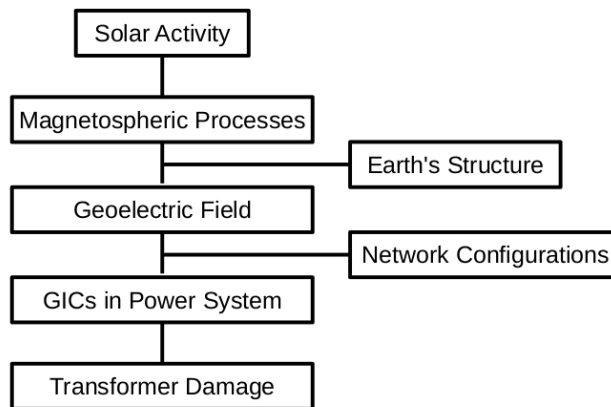 Solar Activity
Magnetospheric Processes
Earth's Structure
Geoelectric Field
Network Configurations
GICs in Power System
Transformer Damage